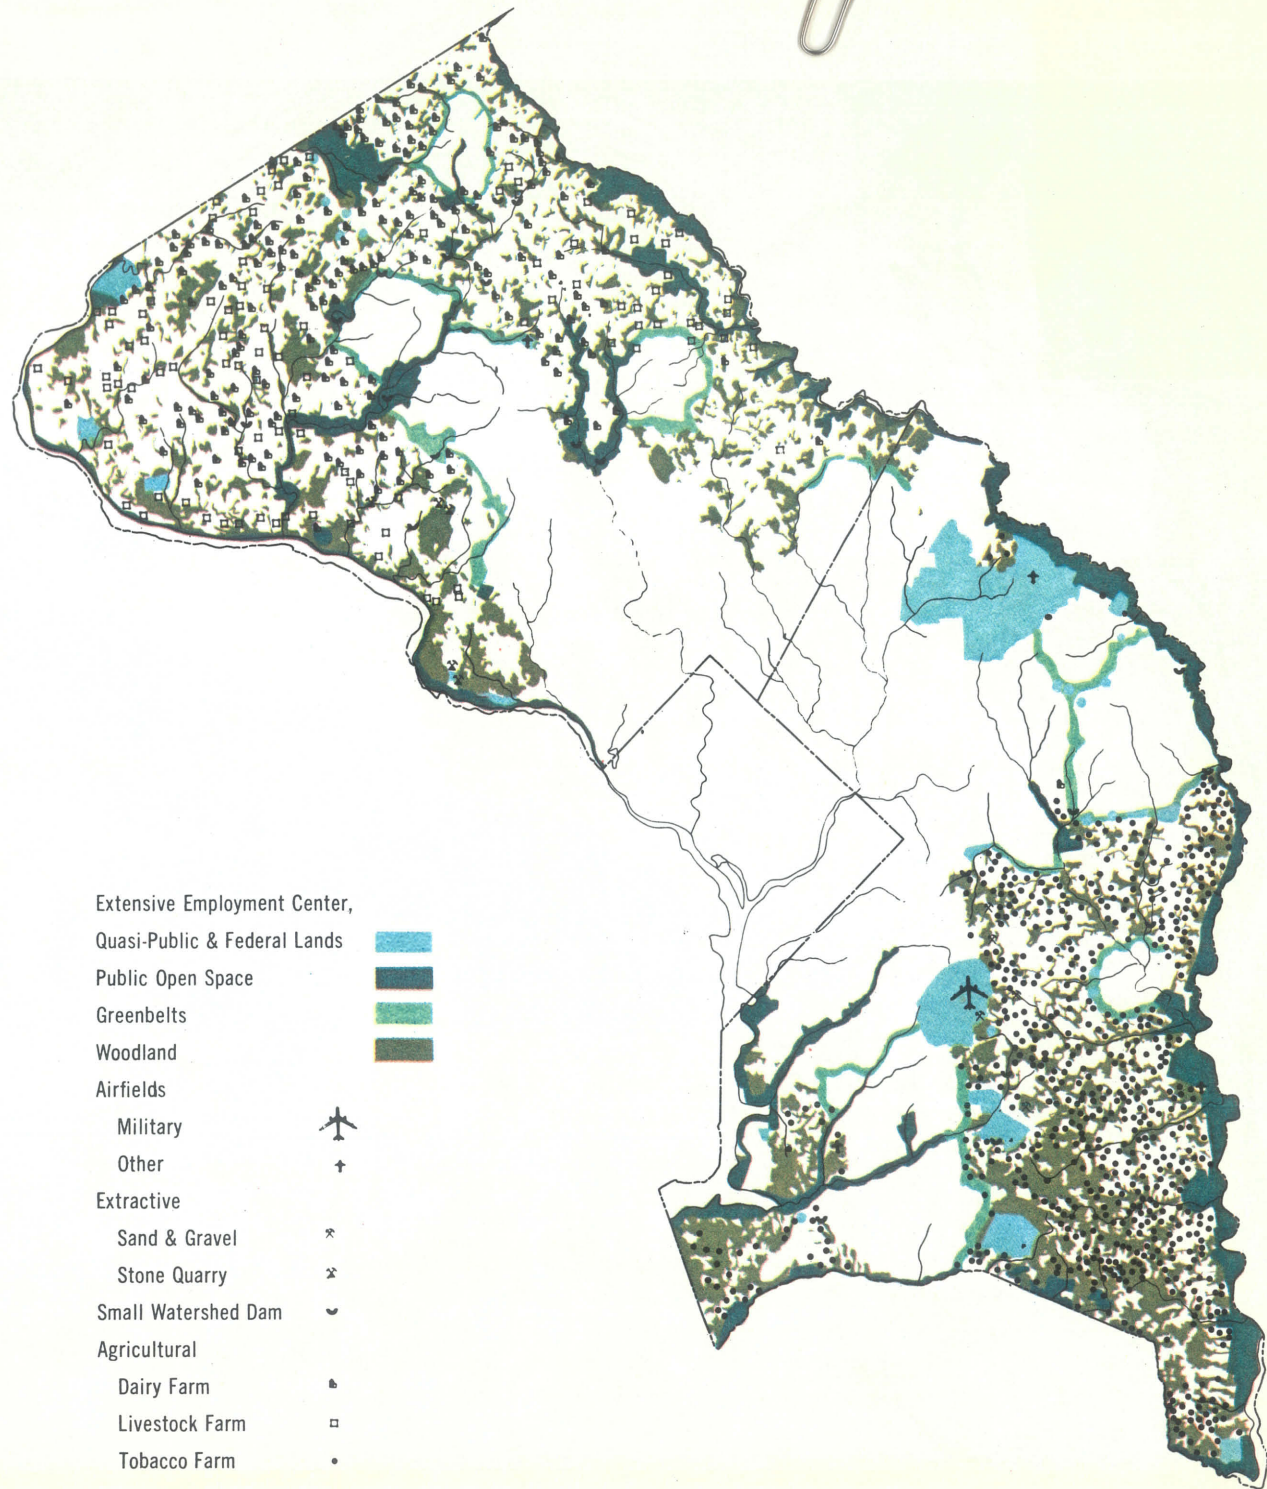 Extensive Employment Center,
Quasi-Public & Federal Lands
Public Open Space
Greenbelts
Woodland
Airfields
Military
Other
Extractive
Sand & Gravel
Stone Quarry
Small Watershed Dam
Agricultural
Dairy Farm
Livestock Farm
Tobacco Farm